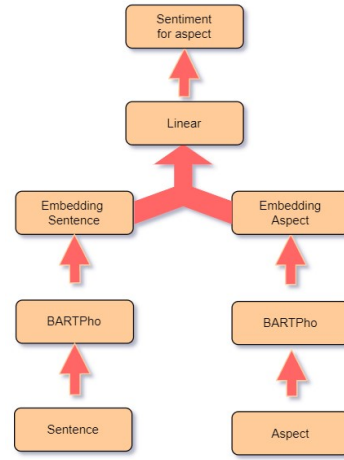 Sentiment
for aspect
Linear
Embedding
Sentence
Embedding
Aspect
BARTPho
BARTPho
Sentence
Aspect